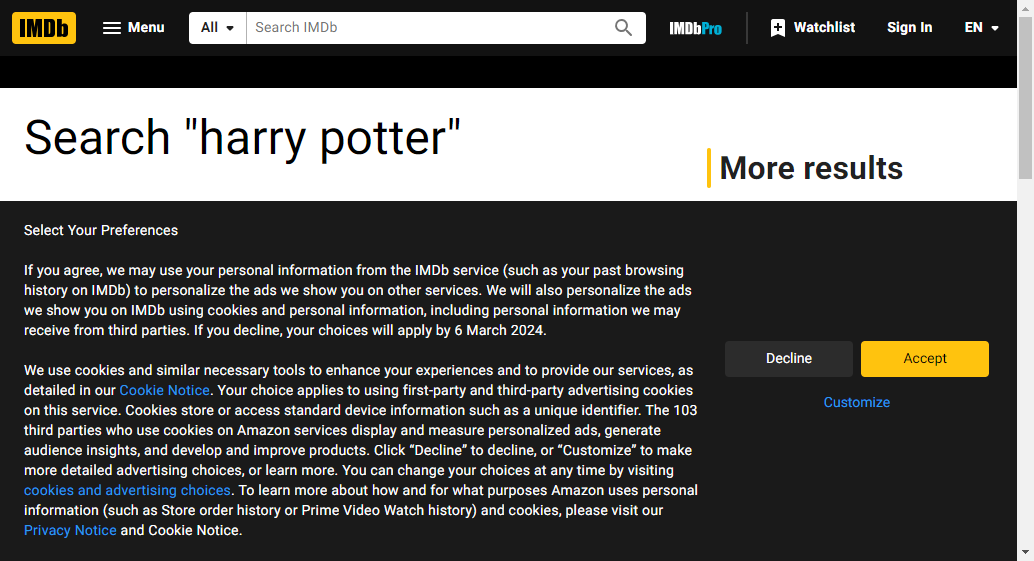 IMDb Menu All Search IMDb IMDbPro Watchlist Sign In EN
Search "harry potter"
More results
Select Your Preferences
If you agree, we may use your personal information from the IMDb service (such as your past browsing
history on IMDb) to personalize the ads we show you on other services. We will also personalize the ads
we show you on IMDb using cookies and personal information, including personal information we may
receive from third parties. If you decline, your choices will apply by 6 March 2024.
We use cookies and similar necessary tools to enhance your experiences and to provide our services, as
detailed in our Cookie Notice. Your choice applies to using first-party and third-party advertising cookies
on this service. Cookies store or access standard device information such as a unique identifier. The 103
third parties who use cookies on Amazon services display and measure personalized ads, generate
audience insights, and develop and improve products. Click “Decline” to decline, or “Customize” to make
more detailed advertising choices, or learn more. You can change your choices at any time by visiting
cookies and advertising choices. To learn more about how and for what purposes Amazon uses personal
information (such as Store order history or Prime Video Watch history) and cookies, please visit our
Privacy Notice and Cookie Notice.
Decline Accept
Customize